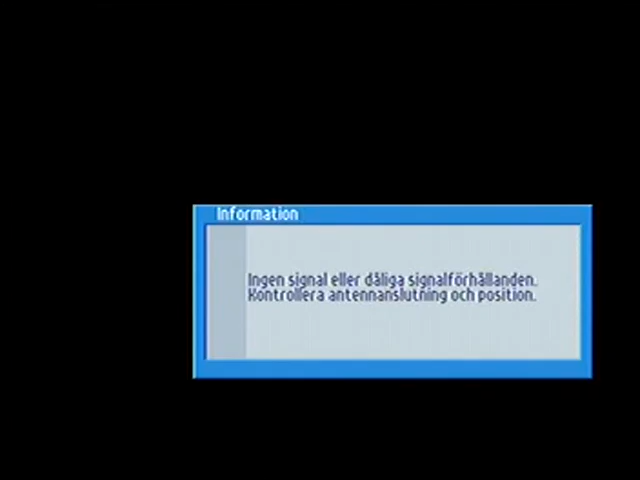 Information
Ingen signal eller dåliga signalförhållanden.
Kontrollera antennanslutning och position.